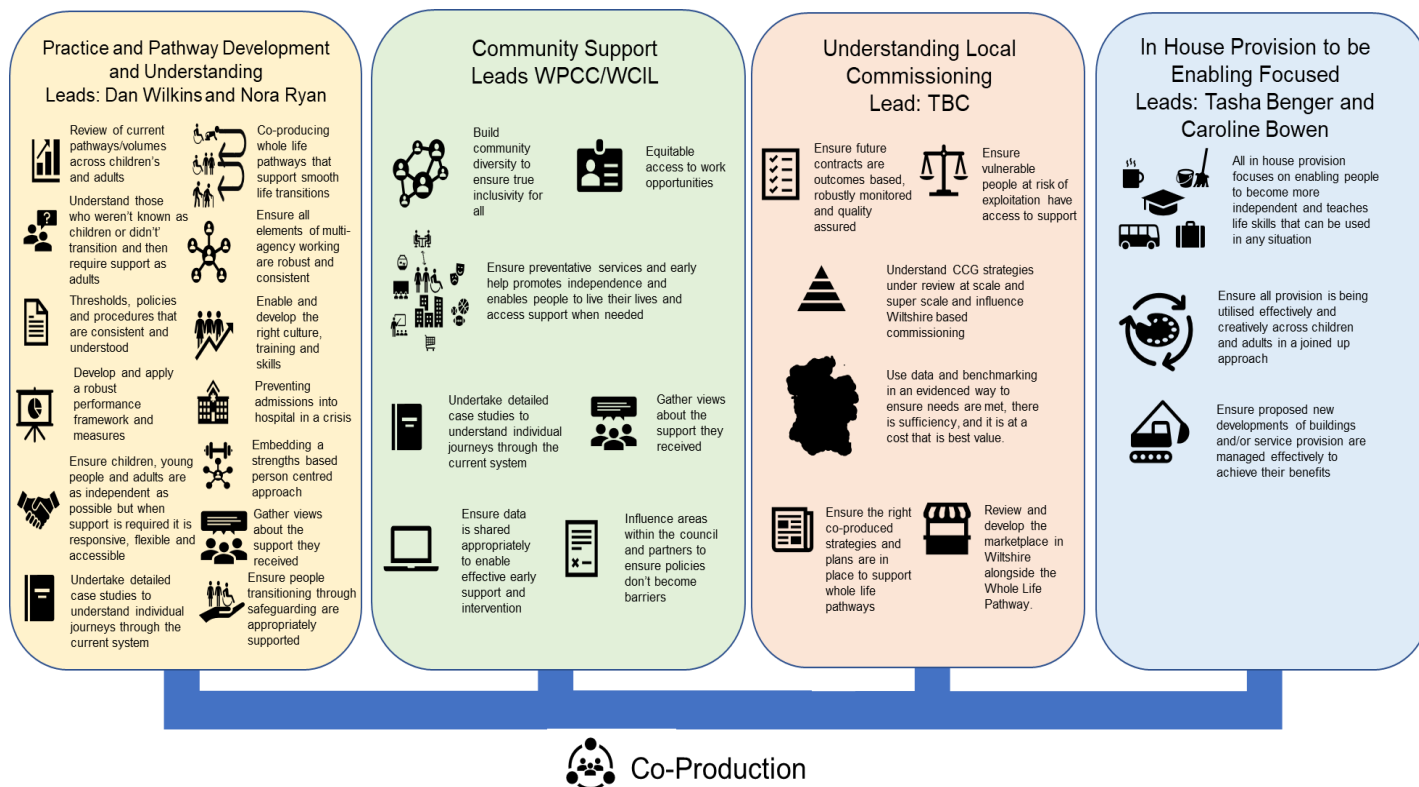 Practice and Pathway Development
and Understanding
Leads: Dan Wilkins and Nora Ryan
Review of current
pathways/volumes
across children's
and adults
Co-producing
whole life
pathways that
support smooth
life transitions
Understand those
who weren't known as
children or didn't'
transition and then
require support as
adults
Ensure all
elements of multi-
agency working
are robust and
consistent
Thresholds, policies
and procedures that
are consistent and
understood
Enable and
develop the
right culture,
training and
skills
Develop and apply
a robust
performance
framework and
measures
Preventing
admissions into
hospital in a crisis
Embedding a
strengths based
person centred
approach
Ensure children, young
people and adults are
as independent as
possible but when
support is required it is
responsive, flexible and
accessible
Gather views
about the
support they
received
Undertake detailed
case studies to
understand individual
journeys through the
current system
Ensure people
transitioning through
safeguarding are
appropriately
supported
Community Support
Leads WPCC/WCIL
Build
community
diversity to
ensure true
inclusivity for
all
Equitable
access to work
opportunities
Ensure preventative services and early
help promotes independence and
enables people to live their lives and
access support when needed
Undertake detailed
case studies to
understand individual
journeys through the
current system
Gather views
about the
support they
received
Ensure data
is shared
appropriately
to enable
effective early
support and
intervention
Influence areas
within the council
and partners to
ensure policies
don't become
barriers
Understanding Local
Commissioning
Lead: TBC
Ensure future
contracts are
outcomes based,
robustly monitored
and quality
assured
Ensure
vulnerable
people at risk of
exploitation have
access to support
Understand CCG strategies
under review at scale and
super scale and influence
Wiltshire based
commissioning
Use data and benchmarking
in an evidenced way to
ensure needs are met, there
is sufficiency, and it is at a
cost that is best value.
Ensure the right
co-produced
strategies and
plans are in
place to support
whole life
pathways
Review and
develop the
marketplace in
Wiltshire
alongside the
Whole Life
Pathway.
In House Provision to be
Enabling Focused
Leads: Tasha Benger and
Caroline Bowen
All in house provision
focuses on enabling people
to become more
independent and teaches
life skills that can be used
in any situation
Ensure all provision is being
utilised effectively and
creatively across children
and adults in a joined up
approach
Ensure proposed new
developments of buildings
and/or service provision are
managed effectively to
achieve their benefits
Co-Production